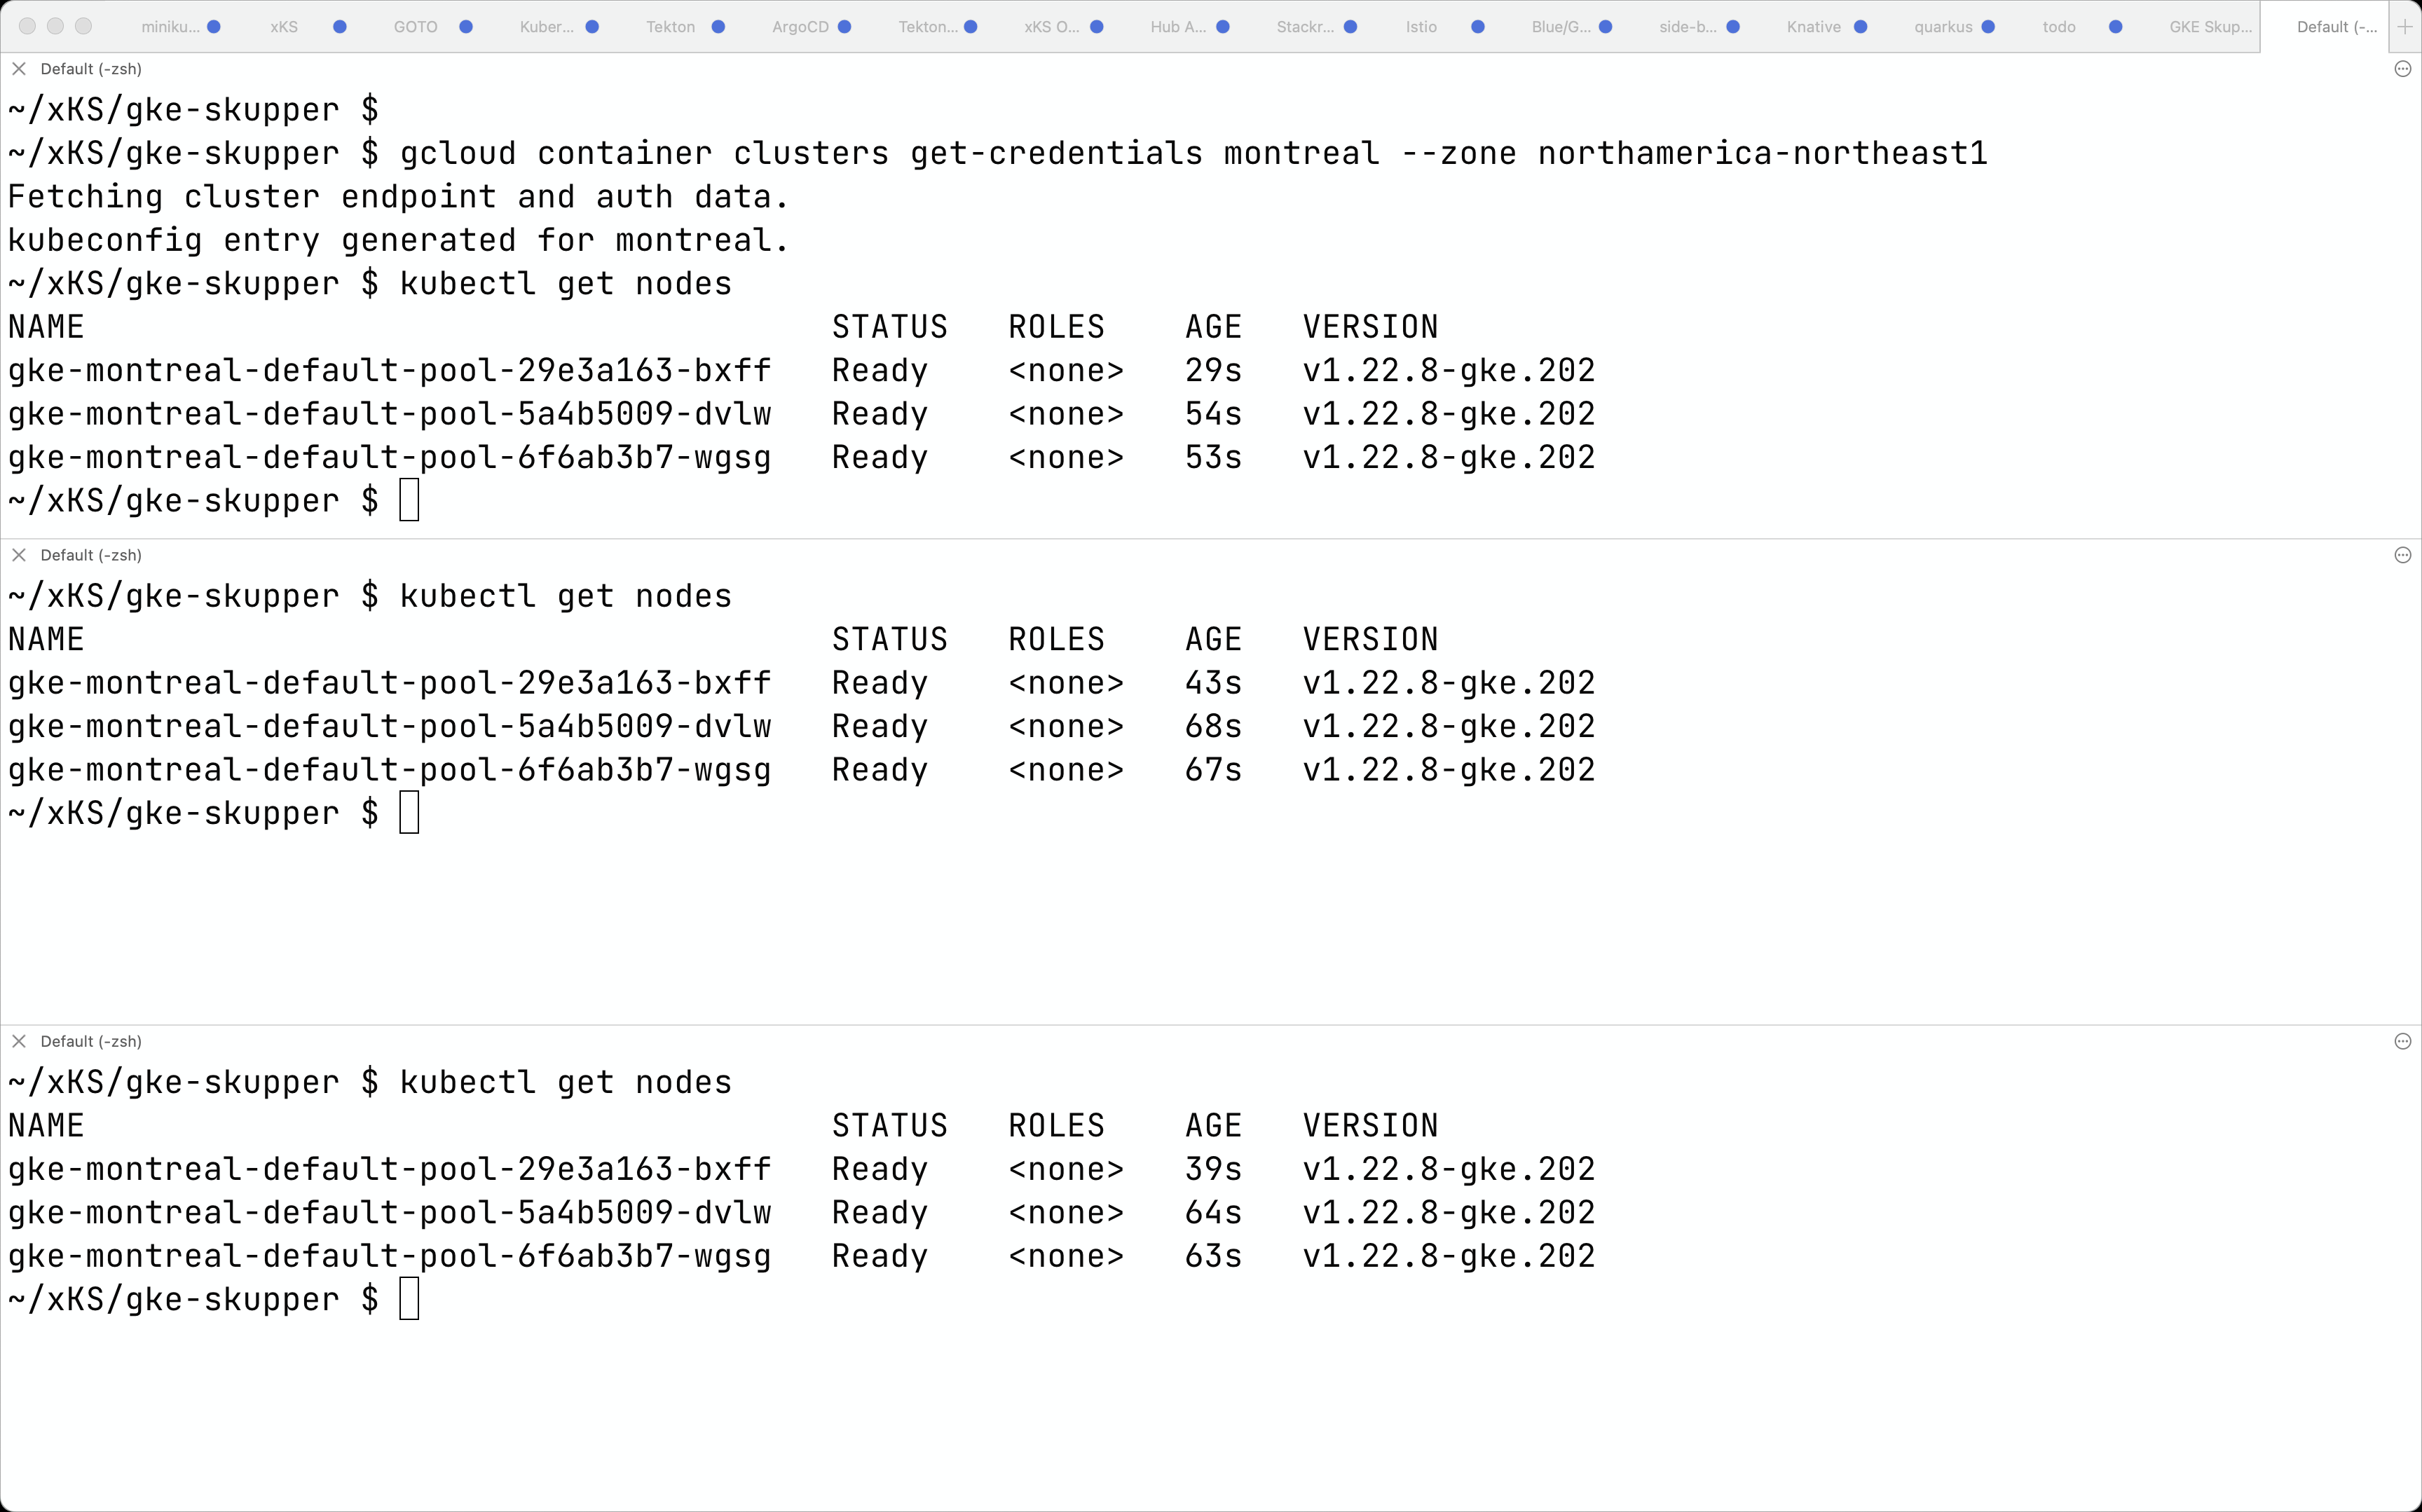 miniku... xKS GOTO Kuber... Tekton ArgoCD Tekton... xKS O... Hub A... Stackr... Istio Blue/G... side-b... Knative quarkus todo GKE Skup... Default (-...
Default (-zsh)
~/xKS/gke-skupper $
~/xKS/gke-skupper $ gcloud container clusters get-credentials montreal --zone northamerica-northeast1
Fetching cluster endpoint and auth data.
kubeconfig entry generated for montreal.
~/xKS/gke-skupper $ kubectl get nodes
NAME STATUS ROLES AGE VERSION
gke-montreal-default-pool-29e3a163-bxff Ready <none> 29s v1.22.8-gke.202
gke-montreal-default-pool-5a4b5009-dvlw Ready <none> 54s v1.22.8-gke.202
gke-montreal-default-pool-6f6ab3b7-wgsg Ready <none> 53s v1.22.8-gke.202
~/xKS/gke-skupper $
Default (-zsh)
~/xKS/gke-skupper $ kubectl get nodes
NAME STATUS ROLES AGE VERSION
gke-montreal-default-pool-29e3a163-bxff Ready <none> 43s v1.22.8-gke.202
gke-montreal-default-pool-5a4b5009-dvlw Ready <none> 68s v1.22.8-gke.202
gke-montreal-default-pool-6f6ab3b7-wgsg Ready <none> 67s v1.22.8-gke.202
~/xKS/gke-skupper $
Default (-zsh)
~/xKS/gke-skupper $ kubectl get nodes
NAME STATUS ROLES AGE VERSION
gke-montreal-default-pool-29e3a163-bxff Ready <none> 39s v1.22.8-gke.202
gke-montreal-default-pool-5a4b5009-dvlw Ready <none> 64s v1.22.8-gke.202
gke-montreal-default-pool-6f6ab3b7-wgsg Ready <none> 63s v1.22.8-gke.202
~/xKS/gke-skupper $